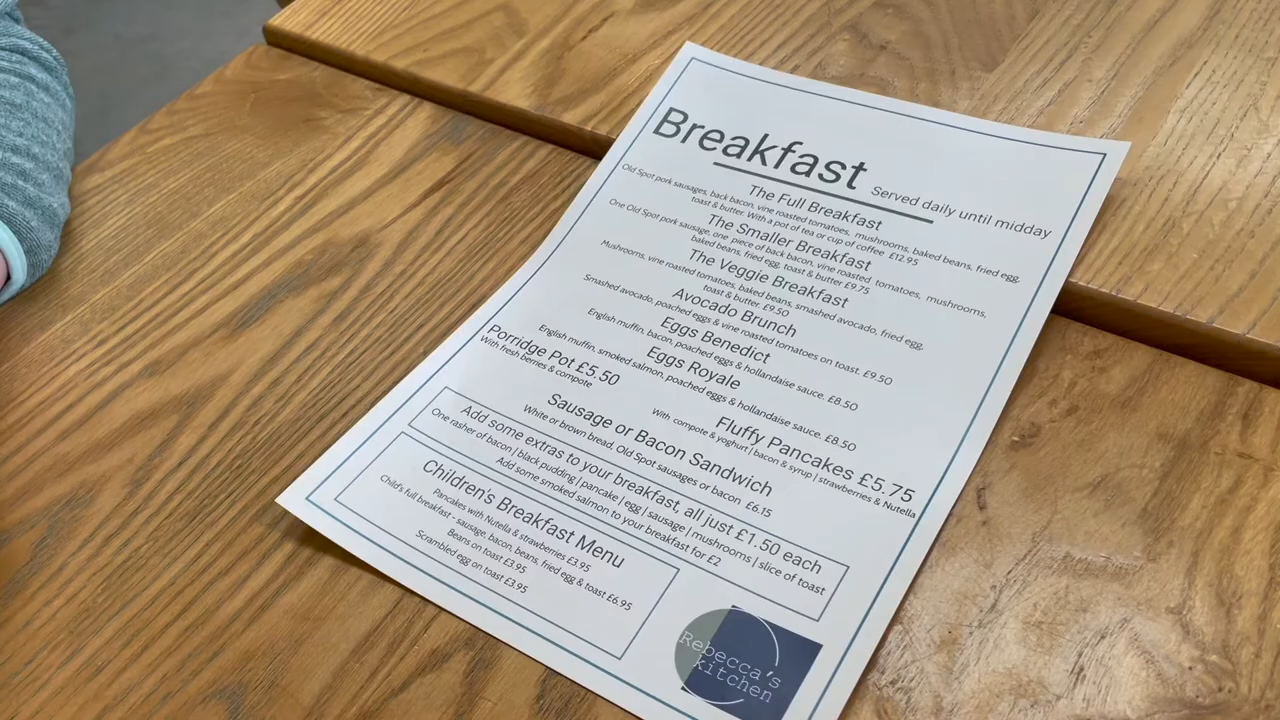 Breakfast Served daily until midday
The Full Breakfast
Old Spot pork sausages, back bacon, vine roasted tomatoes, mushrooms, baked beans, fried egg,
toast & butter. With a pot of tea or cup of coffee £12.95
The Smaller Breakfast
One Old Spot pork sausage, one piece of back bacon, vine roasted tomatoes, mushrooms,
baked beans, fried egg, toast & butter £9.75
The Veggie Breakfast
Mushrooms, vine roasted tomatoes, baked beans, smashed avocado, fried egg,
toast & butter. £9.50
Avocado Brunch
Smashed avocado, poached eggs & vine roasted tomatoes on toast. £9.50
Eggs Benedict
English muffin, bacon, poached eggs & hollandaise sauce. £8.50
Eggs Royale
English muffin, smoked salmon, poached eggs & hollandaise sauce. £8.50
Porridge Pot £5.50
With fresh berries & compote
Fluffy Pancakes £5.75
With compote & yoghurt | bacon & syrup | strawberries & Nutella
Sausage or Bacon Sandwich
White or brown bread, Old Spot sausages or bacon £6.15
Add some extras to your breakfast, all just £1.50 each
One rasher of bacon | black pudding | pancake | egg | sausage | mushrooms | slice of toast
Add some smoked salmon to your breakfast for £2
Children's Breakfast Menu
Pancakes with Nutella & strawberries £3.95
Child's full breakfast - sausage, bacon, beans, fried egg & toast £6.95
Beans on toast £3.95
Scrambled egg on toast £3.95
Rebecca's
kitchen